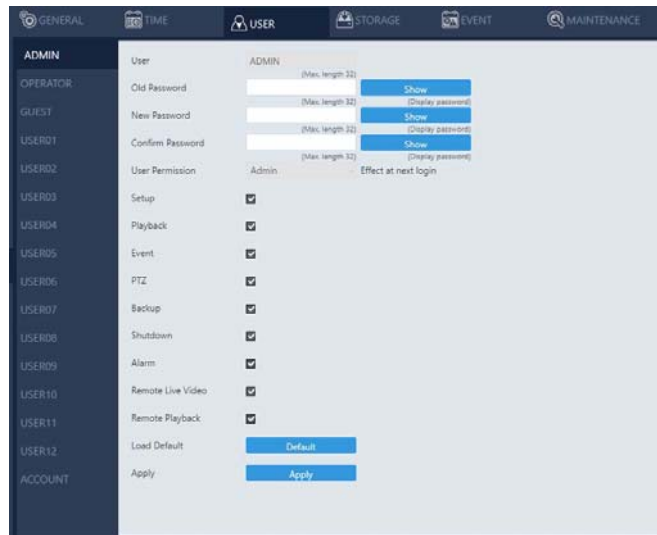 GENERAL
TIME
USER
STORAGE
EVENT
MAINTENANCE
ADMIN
OPERATOR
GUEST
USER01
USER02
USER03
USER04
USER05
USER06
USER07
USER08
USER09
USER10
USER11
USER12
ACCOUNT
User ADMIN
(Max. length 32)
Old Password Show
(Max. length 32) (Display password)
New Password Show
(Max. length 32) (Display password)
Confirm Password Show
(Max. length 32) (Display password)
User Permission Admin Effect at next login
Setup
Playback
Event
PTZ
Backup
Shutdown
Alarm
Remote Live Video
Remote Playback
Load Default Default
Apply Apply